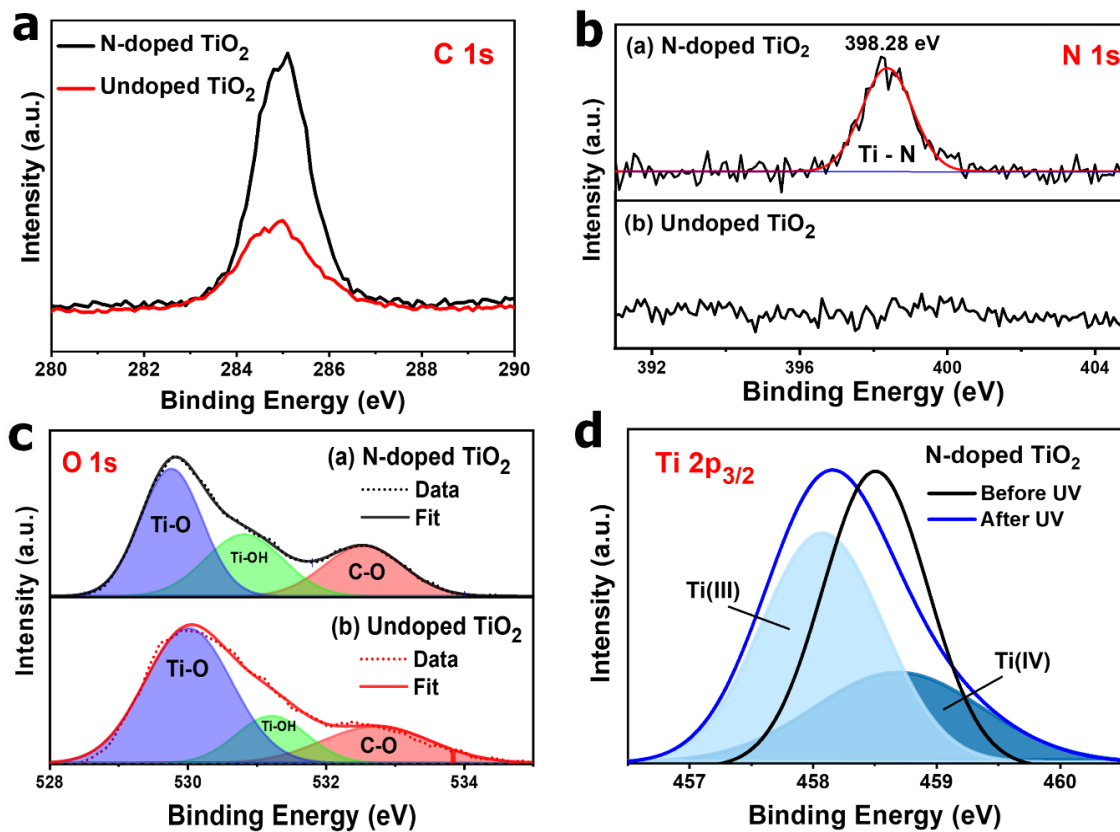 a
N-doped TiO₂
Undoped TiO₂
C 1s
Intensity (a.u.)
280 282 284 286 288 290
Binding Energy (eV)
b
(a) N-doped TiO₂
398.28 eV
N 1s
Ti - N
(b) Undoped TiO₂
Intensity (a.u.)
392 396 400 404
Binding Energy (eV)
c
O 1s
(a) N-doped TiO₂
Data
Fit
Ti-O
Ti-OH
C-O
(b) Undoped TiO₂
Data
Fit
Ti-O
Ti-OH
C-O
Intensity (a.u.)
528 530 532 534
Binding Energy (eV)
d
Ti 2p₃/₂
N-doped TiO₂
Before UV
After UV
Ti(III)
Ti(IV)
Intensity (a.u.)
457 458 459 460
Binding Energy (eV)